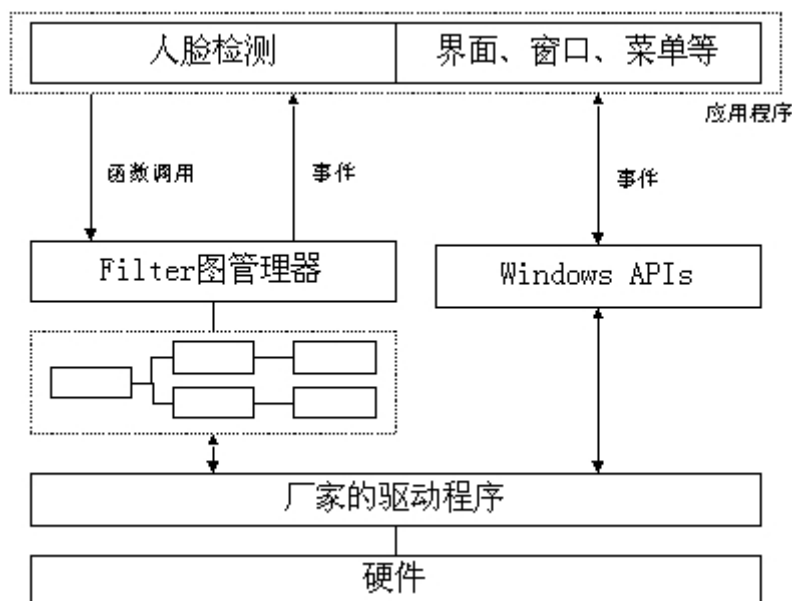 人脸检测
界面、窗口、菜单等
应用程序
函数调用
事件
事件
Filter图管理器
Windows APIs
厂家的驱动程序
硬件